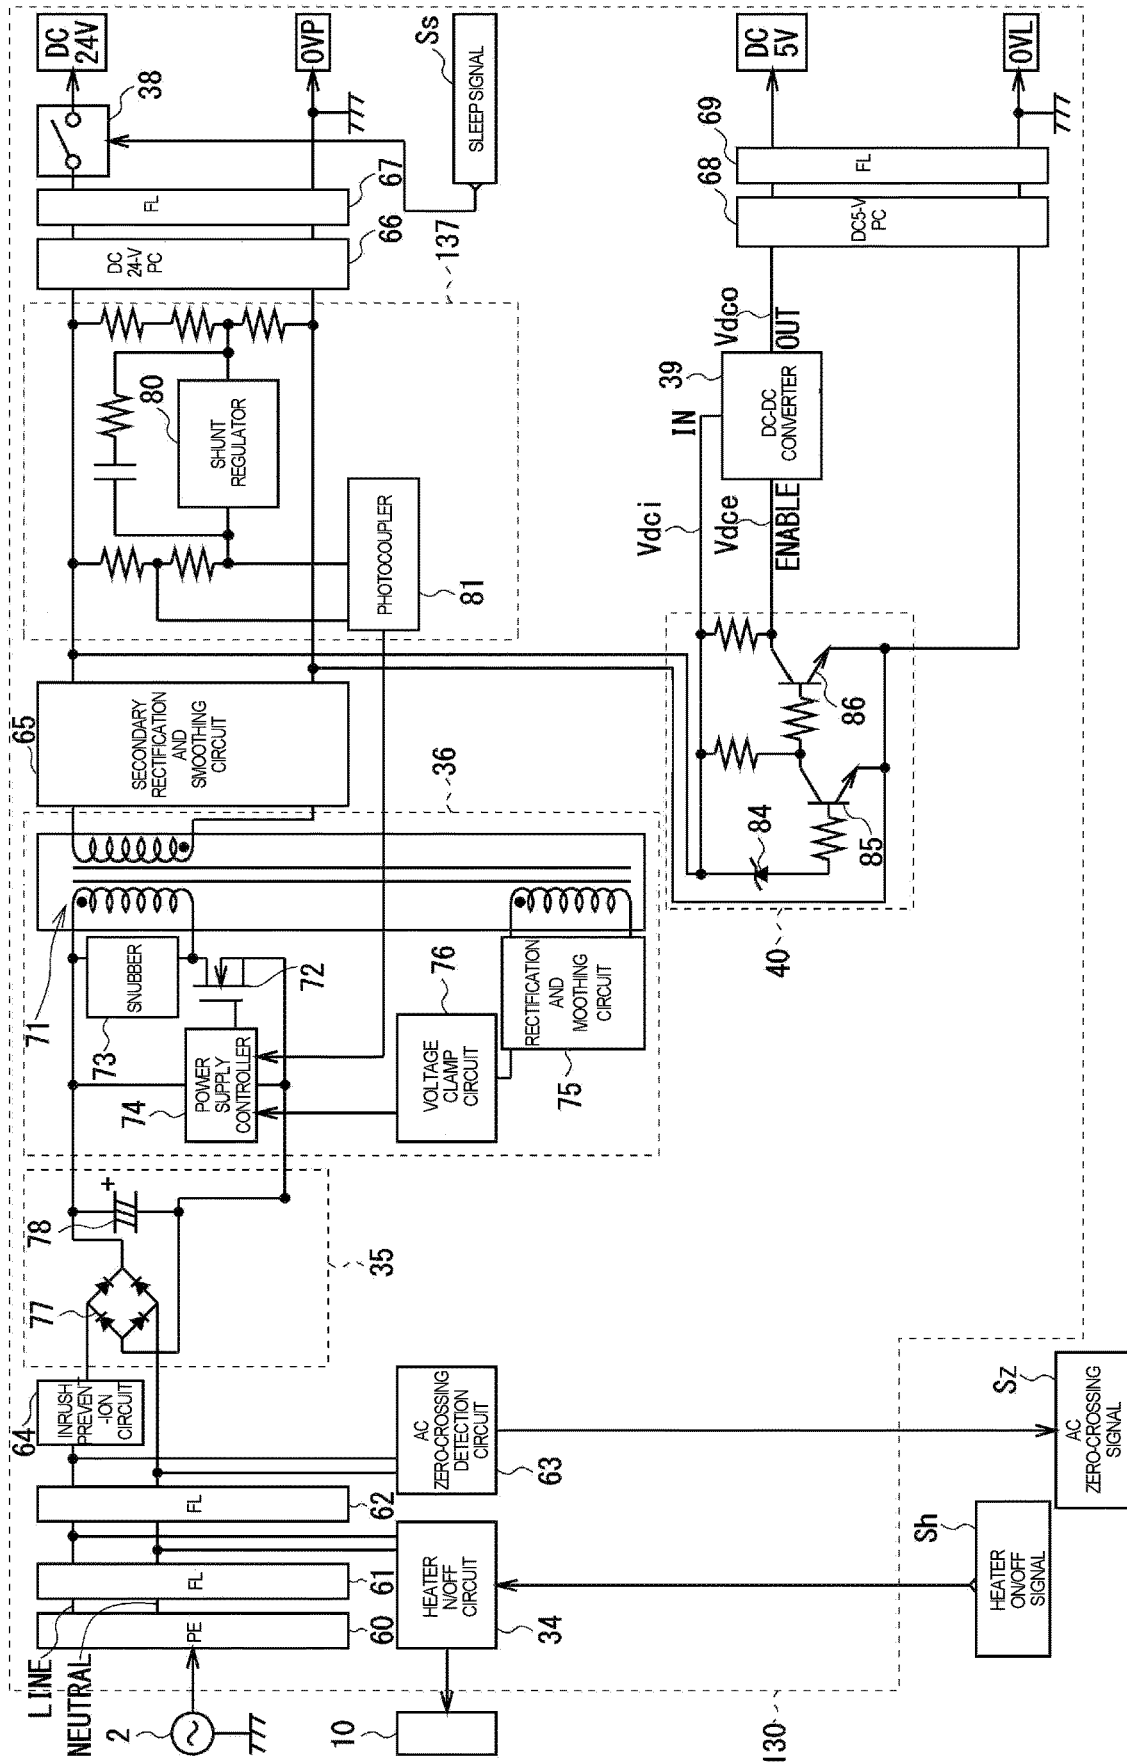 LINE
NEUTRAL
2
10
PE
60
FL
61
FL
62
HEATER
N/OFF
CIRCUIT
34
HEATER
ON/OFF
SIGNAL
Sh
AC
ZERO-CROSSING
DETECTION
CIRCUIT
63
AC
ZERO-CROSSING
SIGNAL
Sz
130
64
INRUSH
PREVENT
-ION
CIRCUIT
77
78
+
35
71
SNUBBER
73
72
74
POWER
SUPPLY
CONTROLLER
VOLTAGE
CLAMP
CIRCUIT
76
RECTIFICATION
AND
MOOTHING
CIRCUIT
75
36
65
SECONDARY
RECTIFICATION
AND
SMOOTHING
CIRCUIT
80
SHUNT
REGULATOR
PHOTOCOUPLER
81
137
DC
24-V
PC
66
FL
67
38
DC
24V
0VP
Ss
SLEEP SIGNAL
84
85
86
40
Vdci
Vdce
ENABLE
IN
39
DC-DC
CONVERTER
OUT
Vdco
DC5-V
PC
68
FL
69
DC
5V
0VL